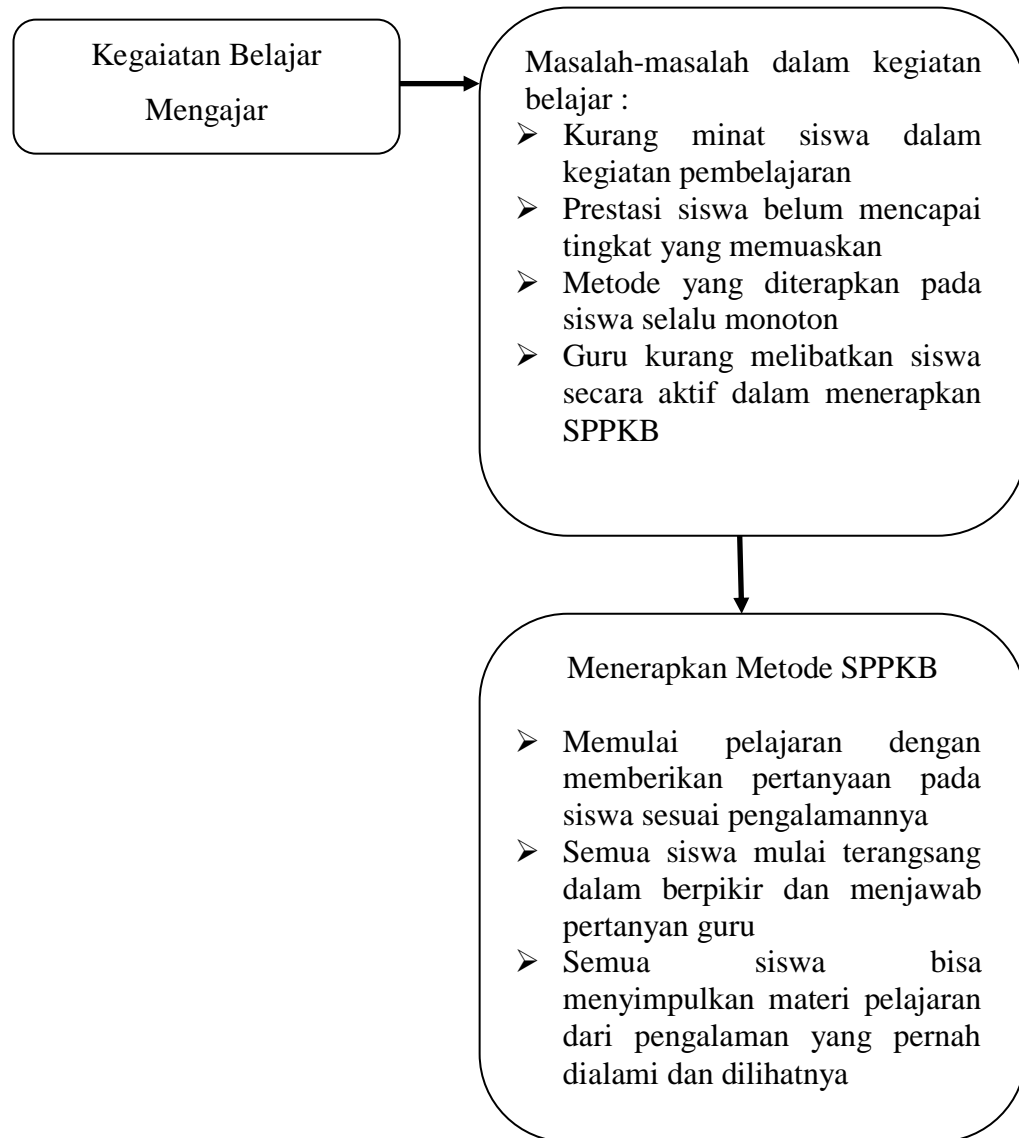 Kegaiatan Belajar
Mengajar
Masalah-masalah dalam kegiatan
belajar :
➢ Kurang minat siswa dalam
kegiatan pembelajaran
➢ Prestasi siswa belum mencapai
tingkat yang memuaskan
➢ Metode yang diterapkan pada
siswa selalu monoton
➢ Guru kurang melibatkan siswa
secara aktif dalam menerapkan
SPPKB
Menerapkan Metode SPPKB
➢ Memulai pelajaran dengan
memberikan pertanyaan pada
siswa sesuai pengalamannya
➢ Semua siswa mulai terangsang
dalam berpikir dan menjawab
pertanyan guru
➢ Semua siswa bisa
menyimpulkan materi pelajaran
dari pengalaman yang pernah
dialami dan dilihatnya